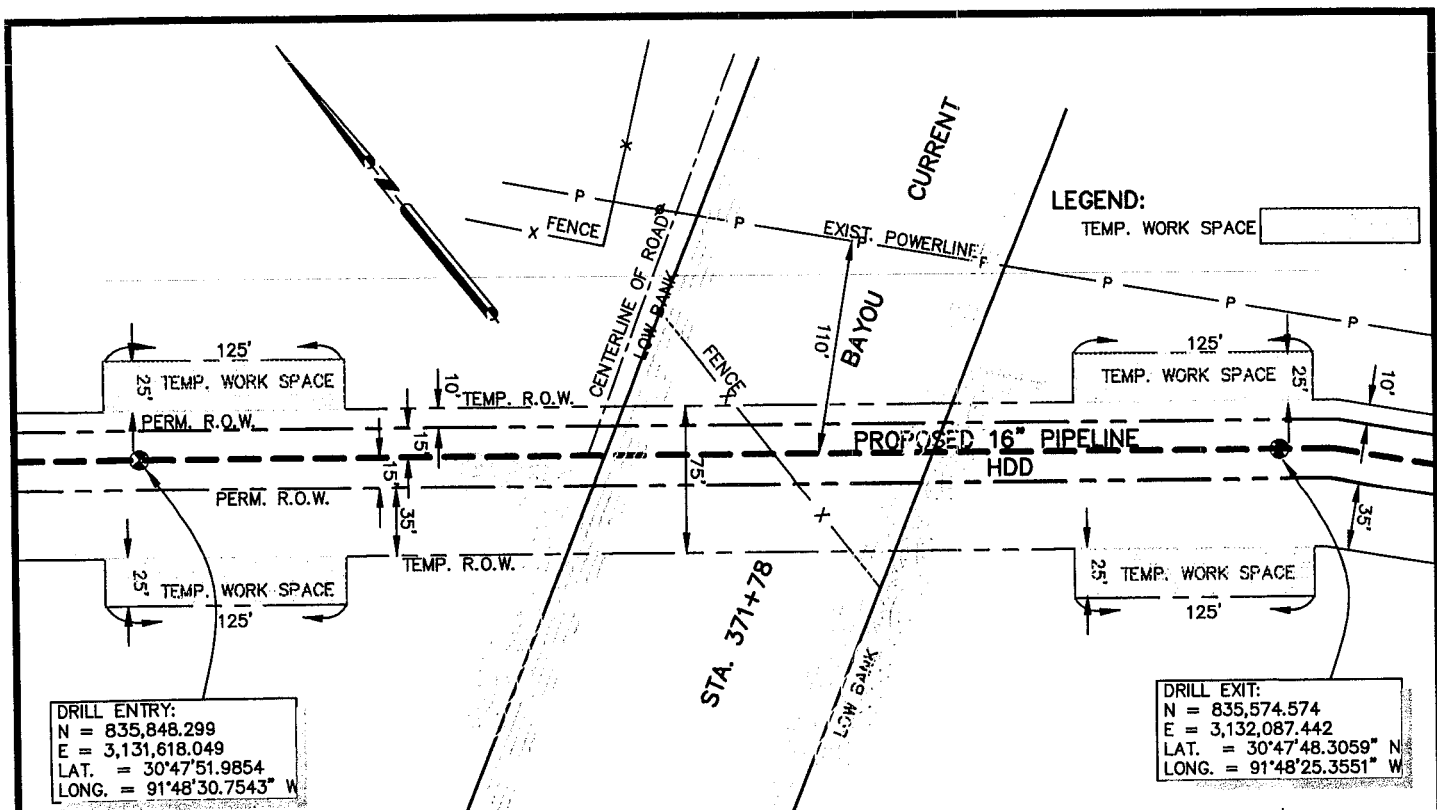 CURRENT
LEGEND:
TEMP. WORK SPACE
P
P
P
P
P
P
P
X
X FENCE
EXIST. POWERLINE
CENTERLINE OF ROAD
LOW BANK
BAYOU
110'
FENCE
X
X
125'
25' TEMP. WORK SPACE
10'
TEMP. R.O.W.
PERM. R.O.W.
15'
15'
75'
PROPOSED 16" PIPELINE
HDD
125'
TEMP. WORK SPACE 25'
10'
PERM. R.O.W.
35'
TEMP. R.O.W.
25' TEMP. WORK SPACE
125'
35'
25' TEMP. WORK SPACE
125'
STA. 371+78
LOW BANK
DRILL ENTRY:
N = 835,848.299
E = 3,131,618.049
LAT. = 30°47'51.9854
LONG. = 91°48'30.7543" W
DRILL EXIT:
N = 835,574.574
E = 3,132,087.442
LAT. = 30°47'48.3059" N
LONG. = 91°48'25.3551" W